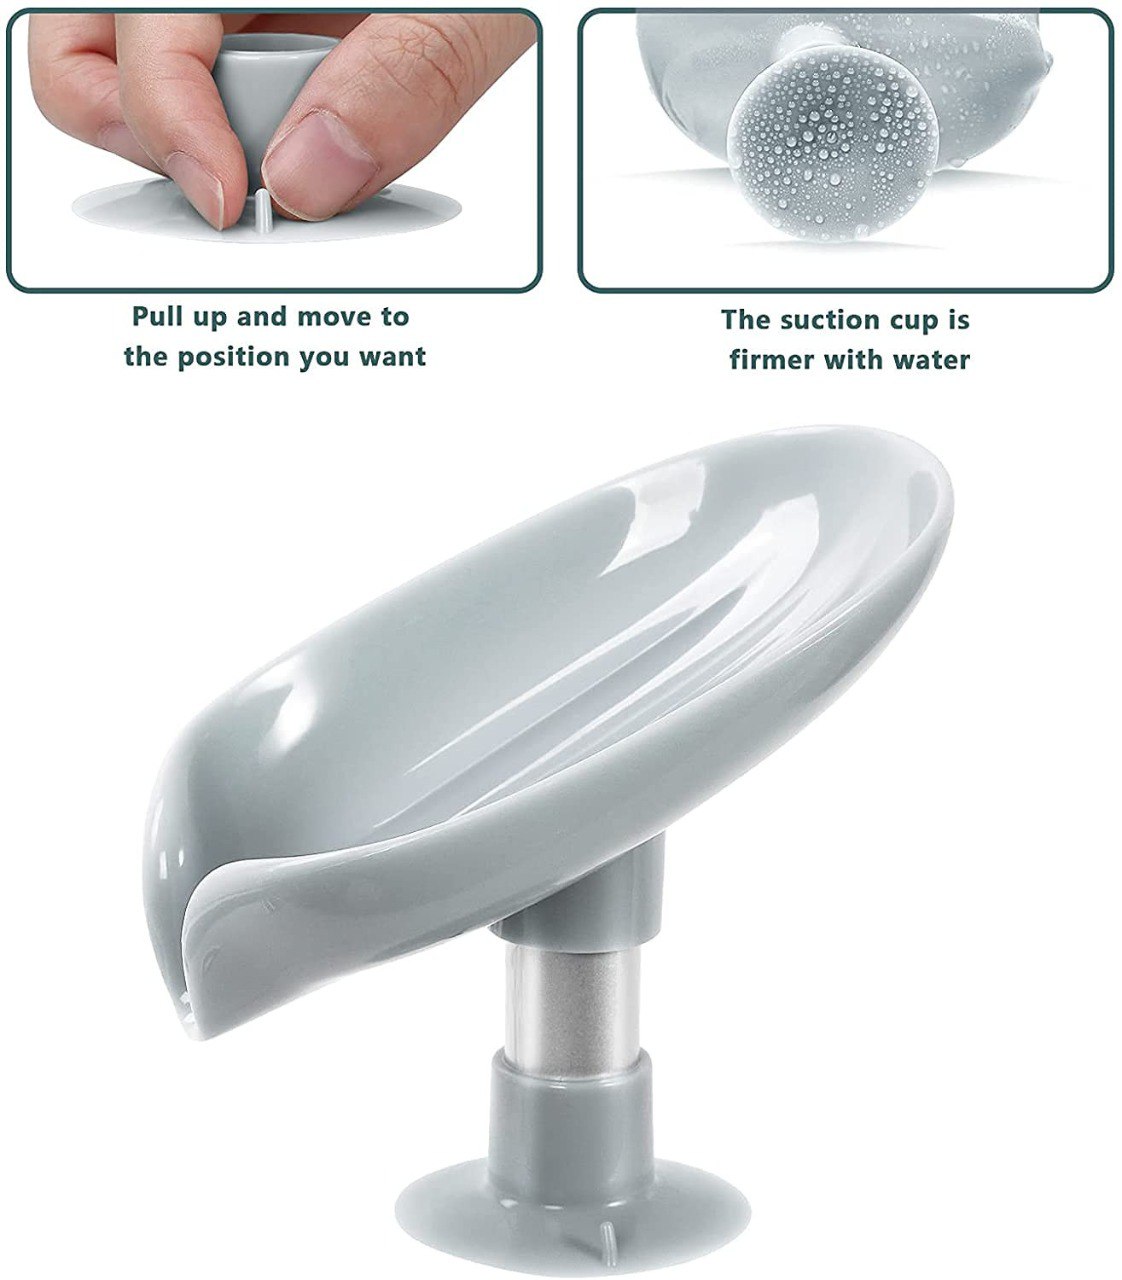 Pull up and move to
the position you want
The suction cup is
firmer with water